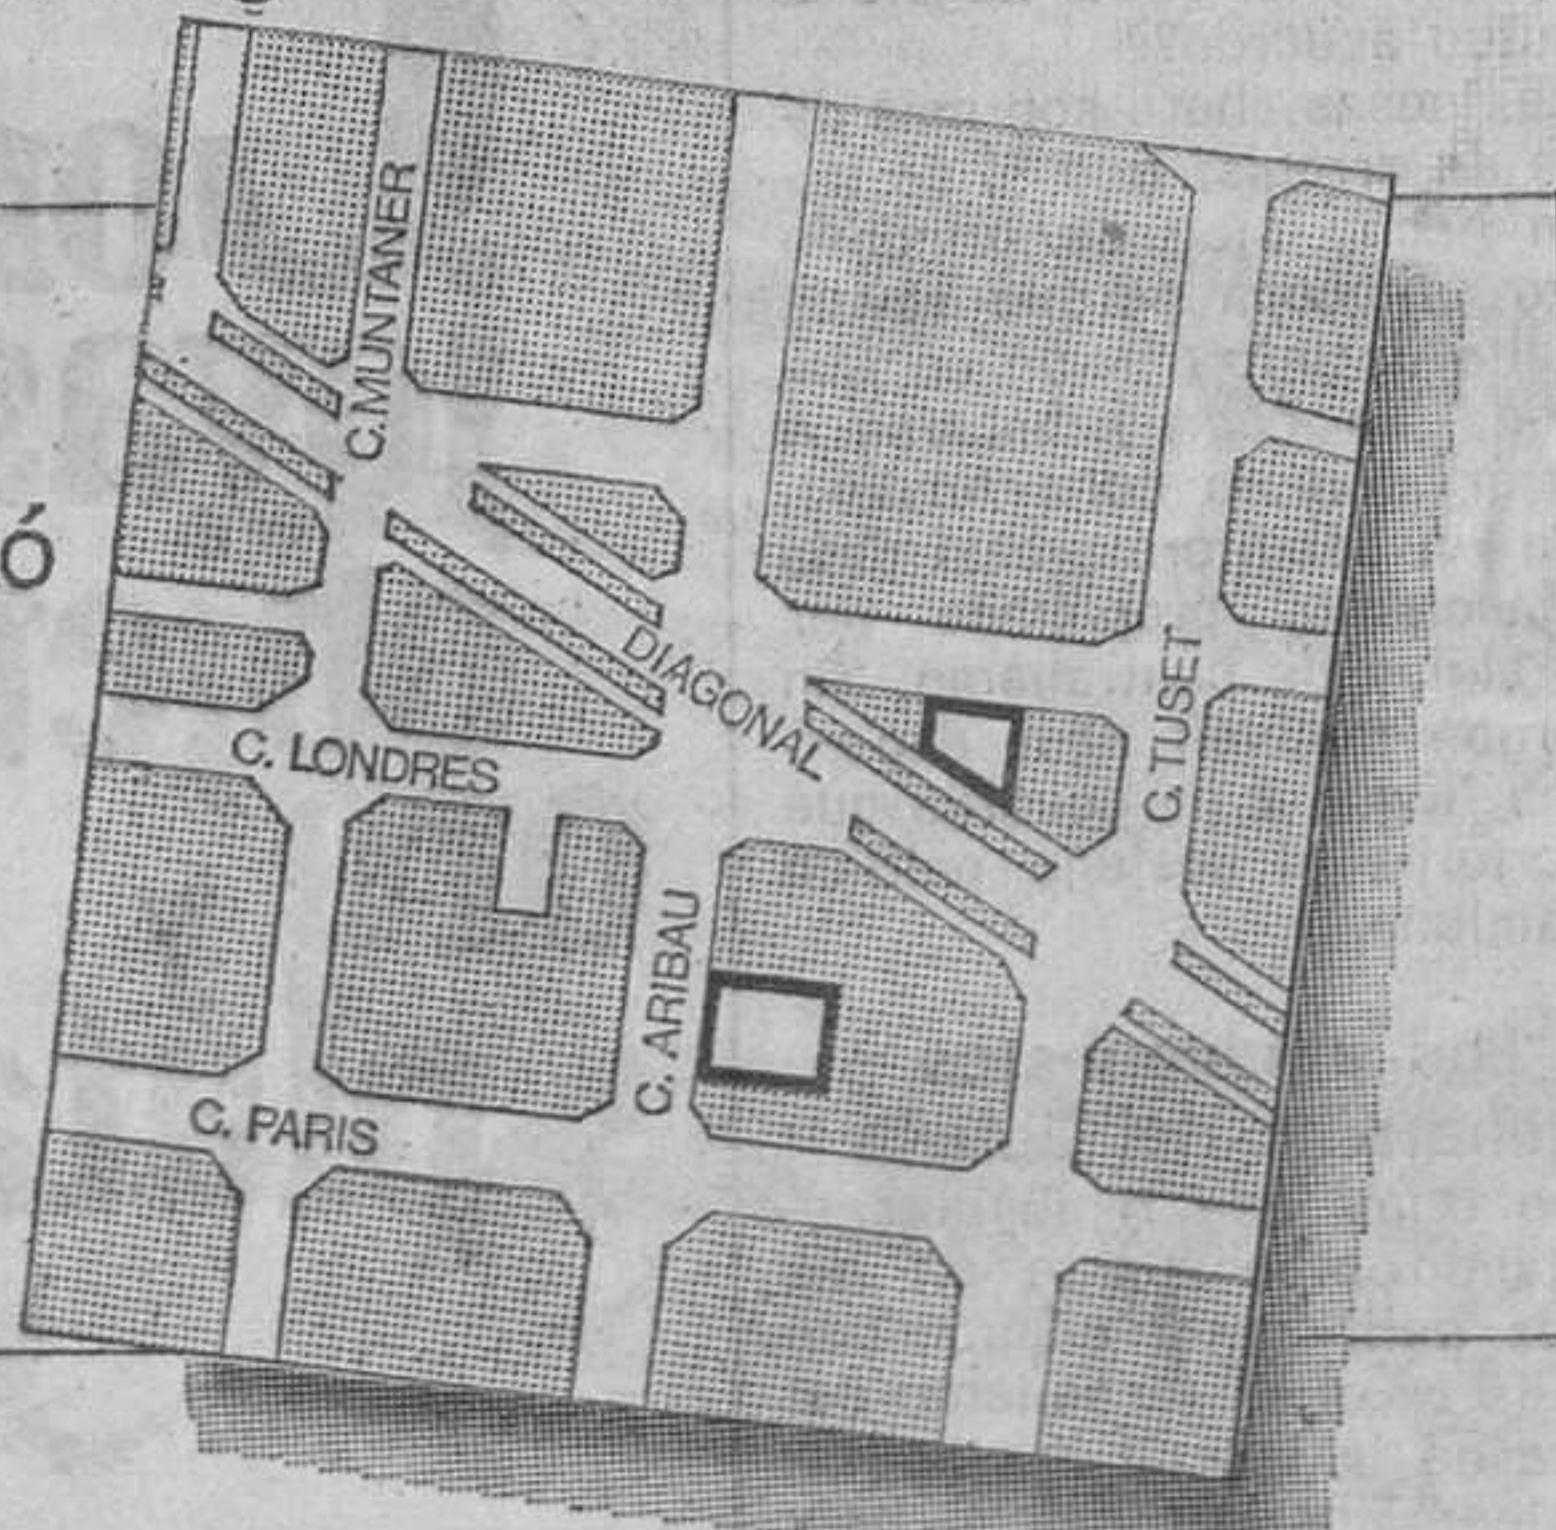 C. MUNTANER
Ó
DIAGONAL
C. TUSET
C. LONDRES
C. ARIBAU
C. PARIS